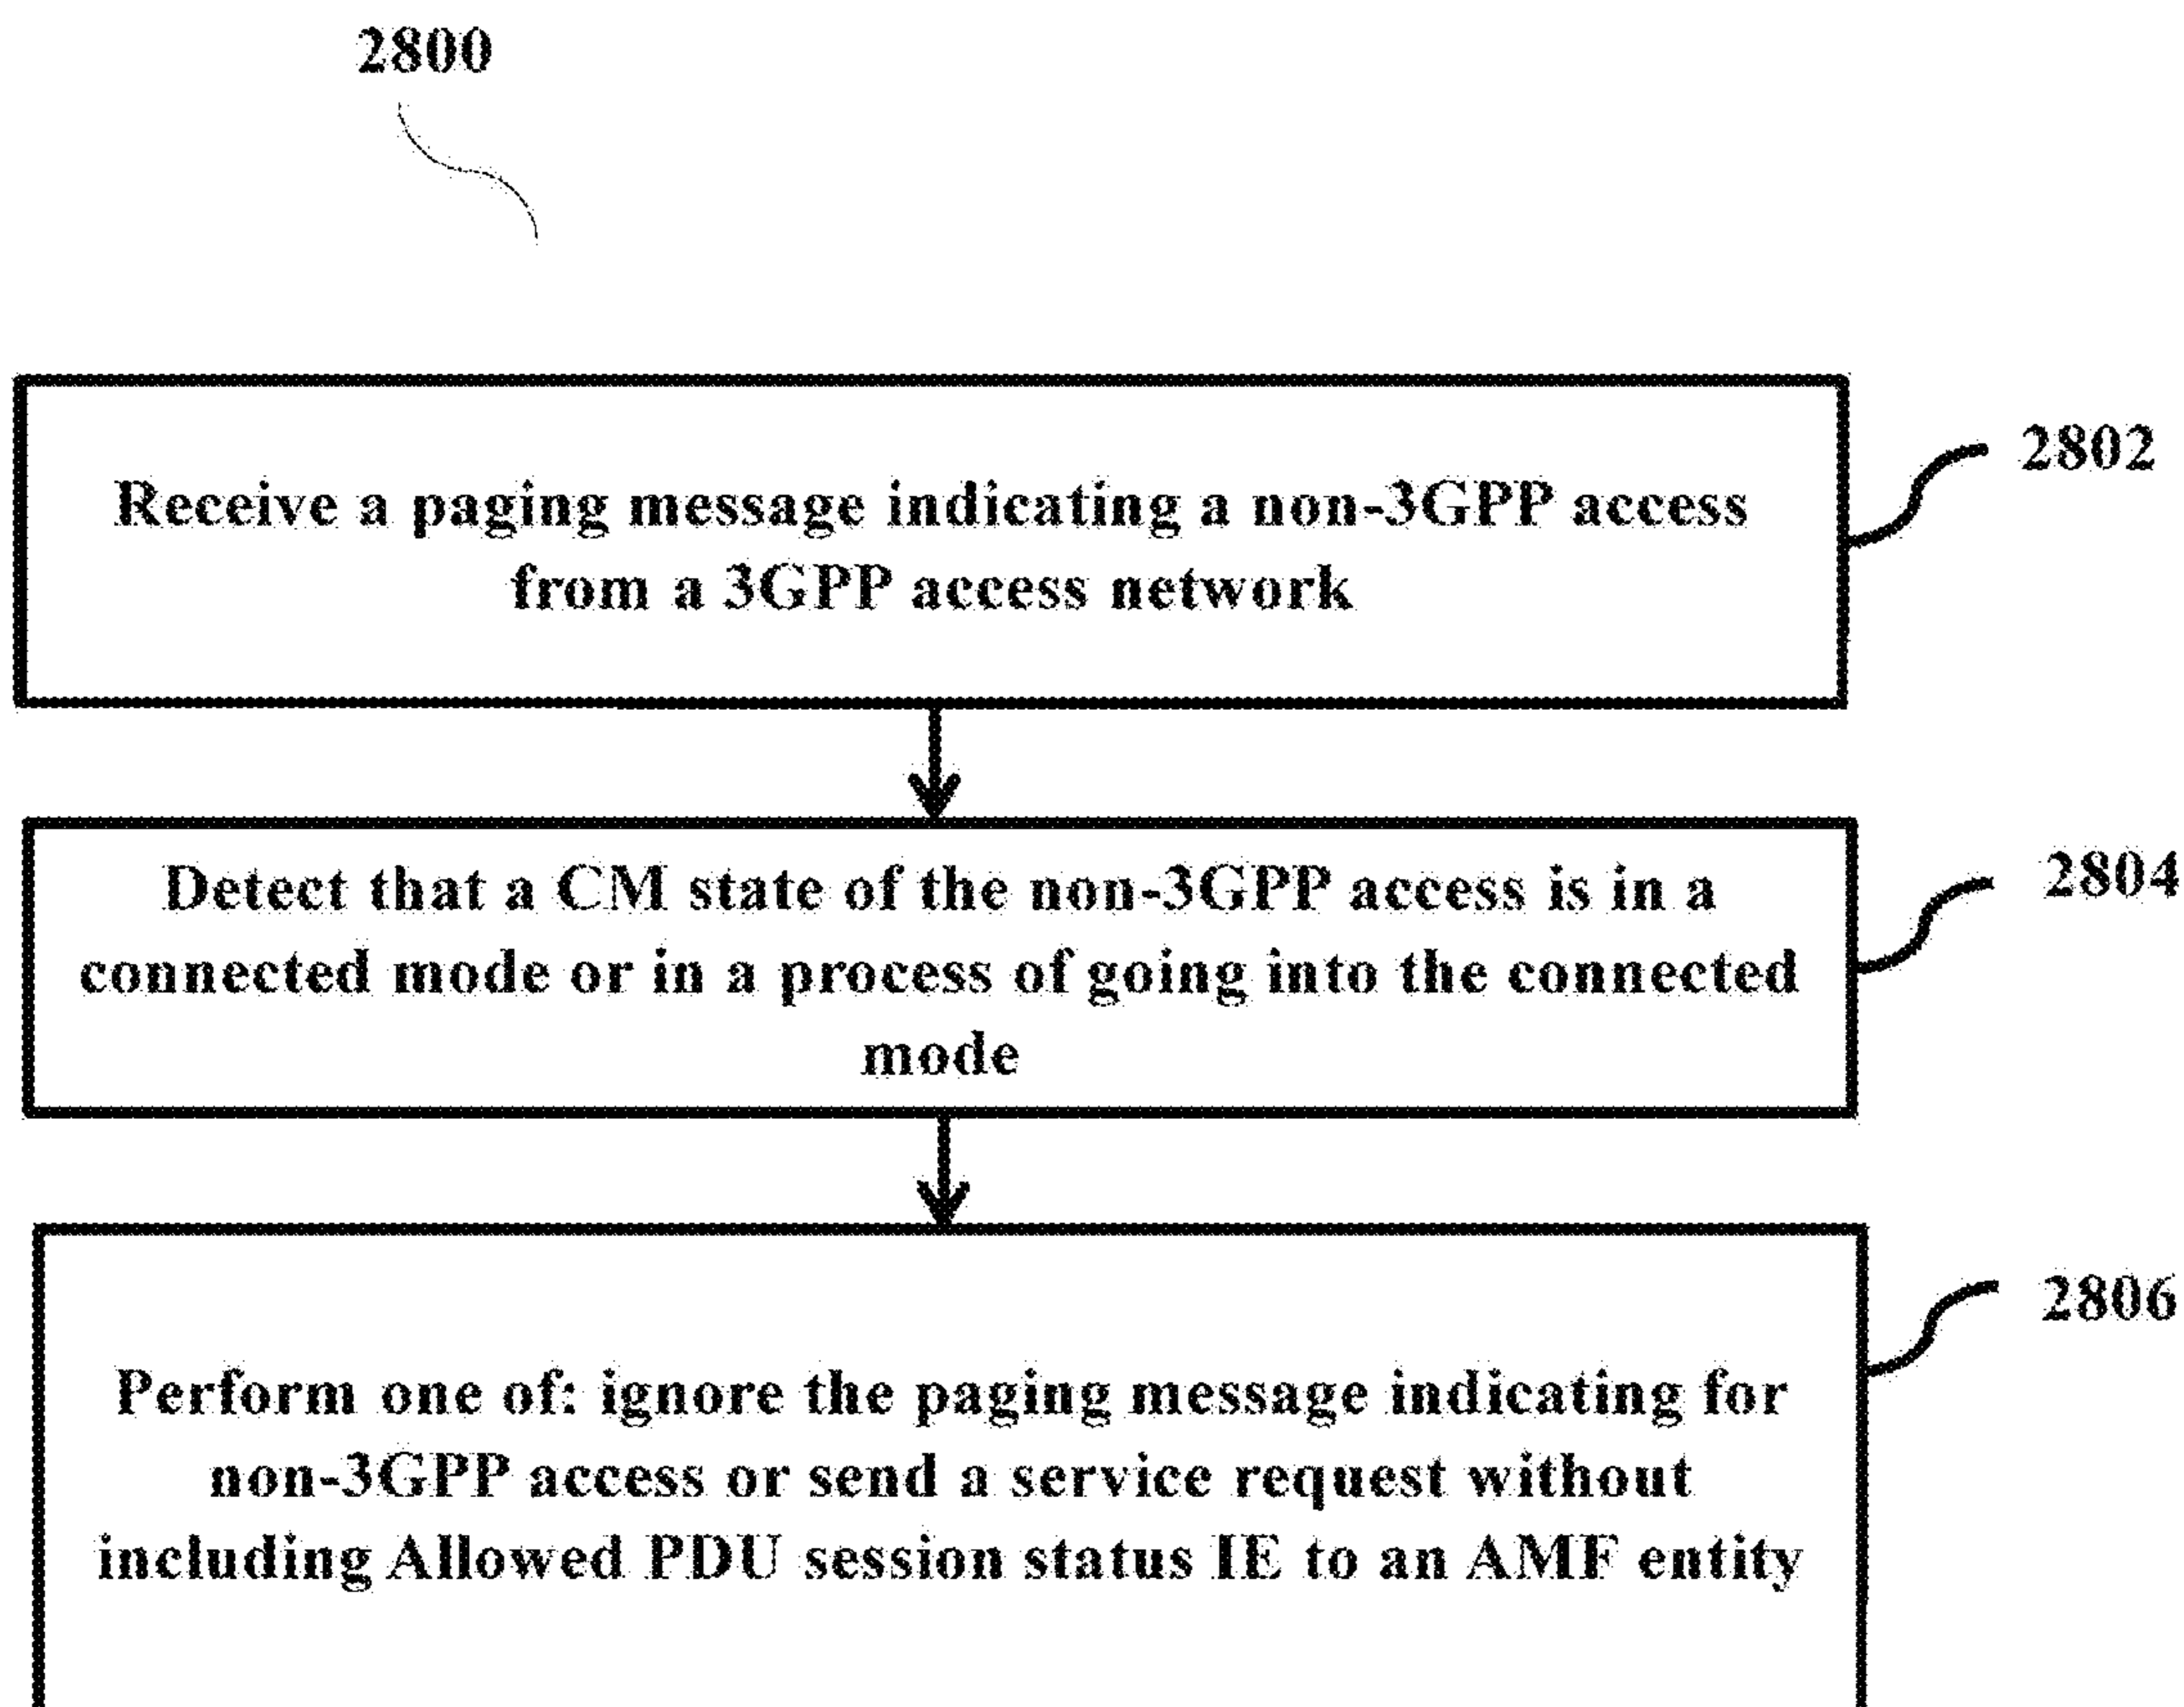 2800
Receive a paging message indicating a non-3GPP access
from a 3GPP access network
2802
Detect that a CM state of the non-3GPP access is in a
connected mode or in a process of going into the connected
mode
2804
Perform one of: ignore the paging message indicating for
non-3GPP access or send a service request without
including Allowed PDU session status IE to an AMF entity
2806